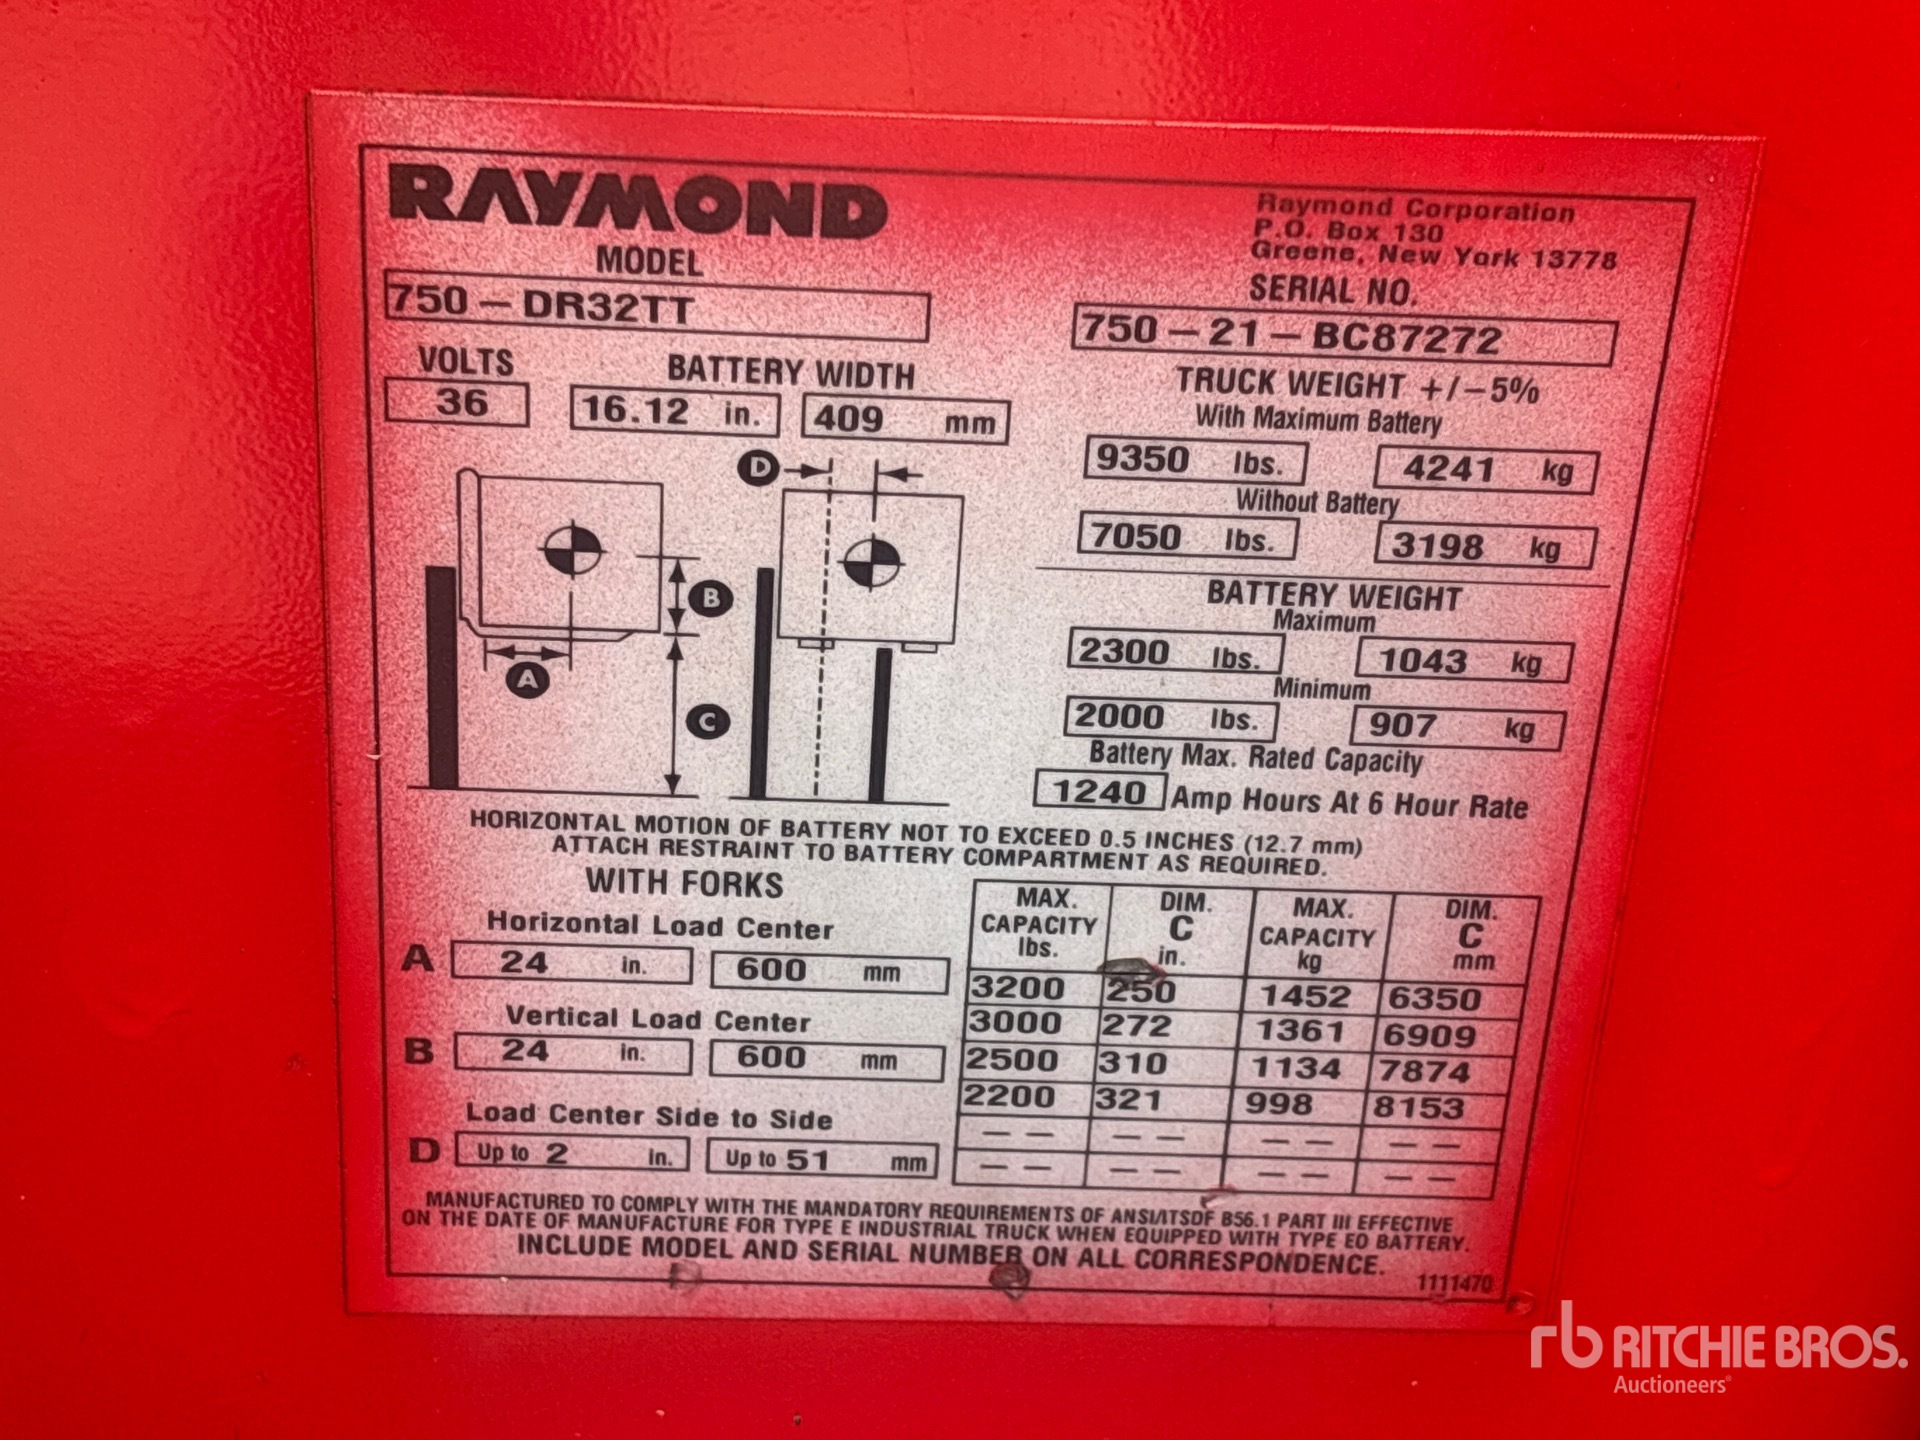 RAYMOND
Raymond Corporation
P.O. Box 130
Greene, New York 13778
MODEL
750 – DR32TT
SERIAL NO.
750 – 21 – BC87272
VOLTS
36
BATTERY WIDTH
16.12 in. 409 mm
TRUCK WEIGHT +/–5%
With Maximum Battery
9350 lbs. 4241 kg
Without Battery
7050 lbs. 3198 kg
BATTERY WEIGHT
Maximum
2300 lbs. 1043 kg
Minimum
2000 lbs. 907 kg
Battery Max. Rated Capacity
1240 Amp Hours At 6 Hour Rate
D
B
A
C
HORIZONTAL MOTION OF BATTERY NOT TO EXCEED 0.5 INCHES (12.7 mm)
ATTACH RESTRAINT TO BATTERY COMPARTMENT AS REQUIRED.
WITH FORKS
Horizontal Load Center
A 24 in. 600 mm
Vertical Load Center
B 24 in. 600 mm
Load Center Side to Side
D Up to 2 in. Up to 51 mm
MAX. CAPACITY lbs. DIM. C in. MAX. CAPACITY kg DIM. C mm
3200 250 1452 6350
3000 272 1361 6909
2500 310 1134 7874
2200 321 998 8153
– – – – – – – –
– – – – – – – –
MANUFACTURED TO COMPLY WITH THE MANDATORY REQUIREMENTS OF ANSI/ITSDF B56.1 PART III EFFECTIVE
ON THE DATE OF MANUFACTURE FOR TYPE E INDUSTRIAL TRUCK WHEN EQUIPPED WITH TYPE EO BATTERY.
INCLUDE MODEL AND SERIAL NUMBER ON ALL CORRESPONDENCE.
1111470
rb RITCHIE BROS.
Auctioneers®